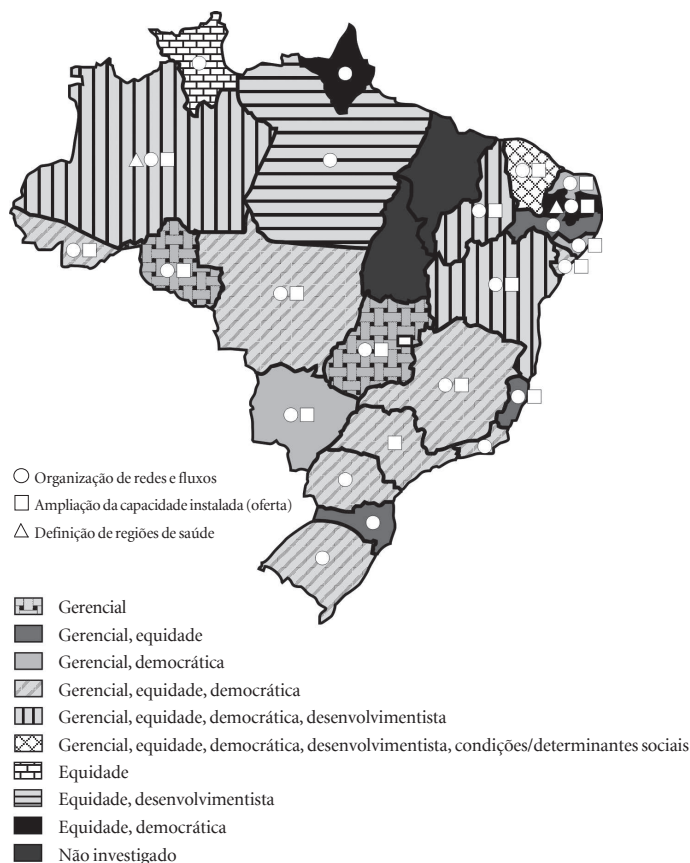 Organização de redes e fluxos
Ampliação da capacidade instalada (oferta)
Definição de regiões de saúde
Gerencial
Gerencial, equidade
Gerencial, democrática
Gerencial, equidade, democrática
Gerencial, equidade, democrática, desenvolvimentista
Gerencial, equidade, democrática, desenvolvimentista, condições/determinantes sociais
Equidade
Equidade, desenvolvimentista
Equidade, democrática
Não investigado